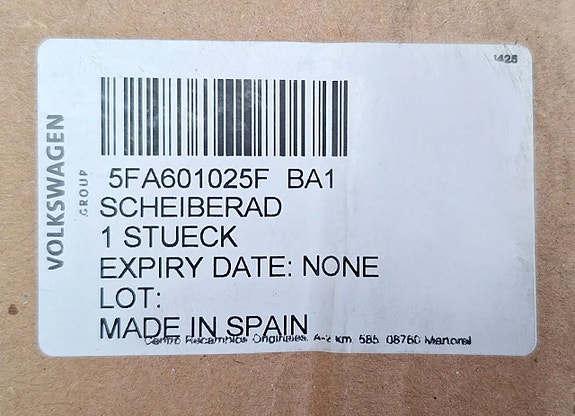 VOLKSWAGEN
GROUP
1425
5FA601025F BA1
SCHEIBERAD
1 STUECK
EXPIRY DATE: NONE
LOT:
MADE IN SPAIN
Centro Recambios Originales. A-2 km 585 08760 Martorell